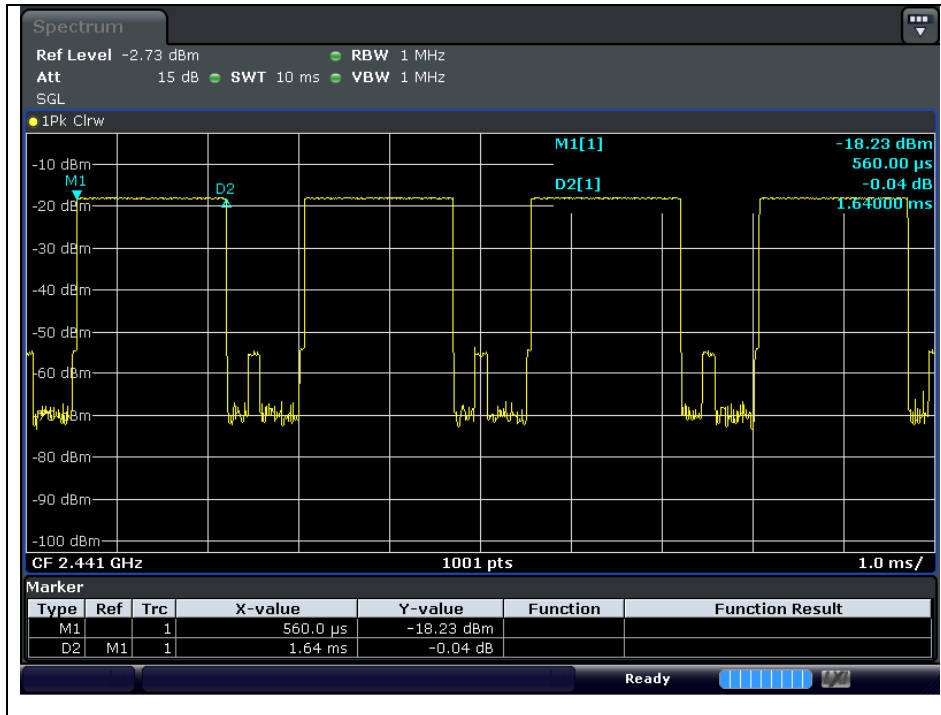 Spectrum
Ref Level -2.73 dBm RBW 1 MHz
Att 15 dB SWT 10 ms VBW 1 MHz
SGL
1Pk Clrw
M1[1] -18.23 dBm
560.00 µs
D2[1] -0.04 dB
1.64000 ms
M1
D2
-10 dBm
-20 dBm
-30 dBm
-40 dBm
-50 dBm
-60 dBm
-70 dBm
-80 dBm
-90 dBm
-100 dBm
CF 2.441 GHz 1001 pts 1.0 ms/
Marker
Type Ref Trc X-value Y-value Function Function Result
M1 1 560.0 µs -18.23 dBm
D2 M1 1 1.64 ms -0.04 dB
Ready